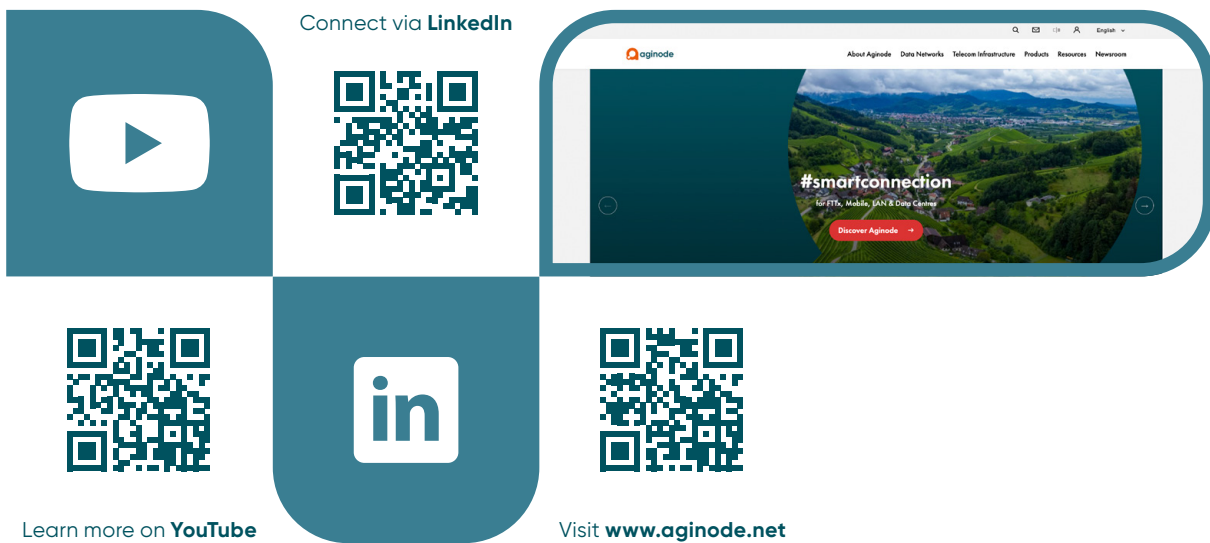 Connect via LinkedIn
English
aginode
About Aginode Data Networks Telecom Infrastructure Products Resources Newsroom
#smartconnection
for FTTx, Mobile, LAN & Data Centres
Discover Aginode
in
Learn more on YouTube
Visit www.aginode.net